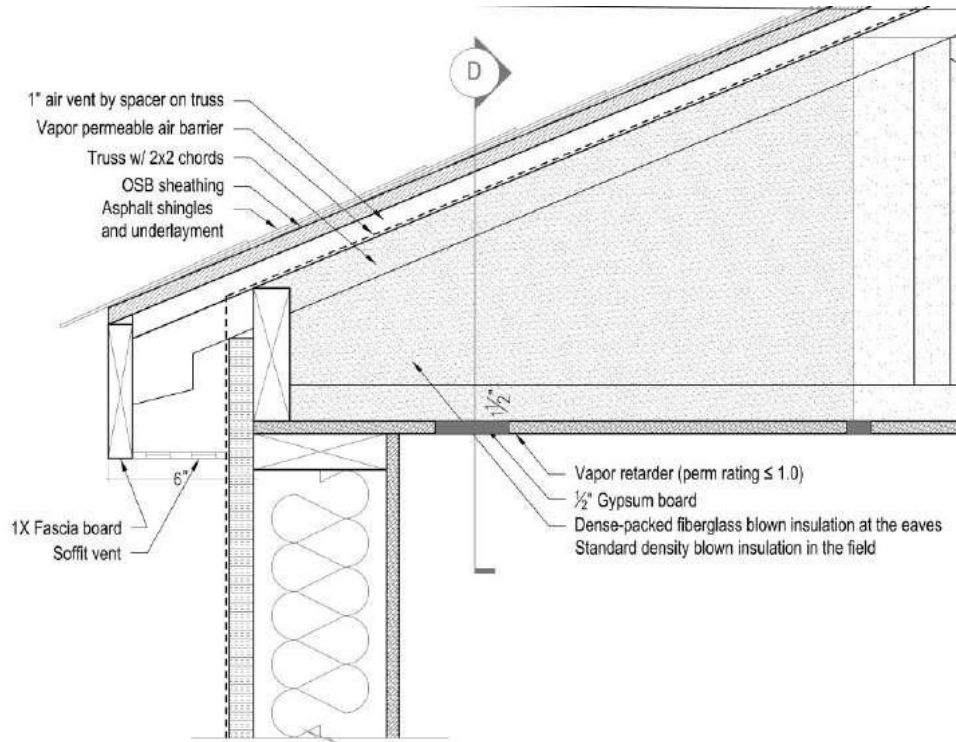 D
1" air vent by spacer on truss
Vapor permeable air barrier
Truss w/ 2x2 chords
OSB sheathing
Asphalt shingles
and underlayment
1½"
6"
1X Fascia board
Soffit vent
Vapor retarder (perm rating ≤ 1.0)
½" Gypsum board
Dense-packed fiberglass blown insulation at the eaves
Standard density blown insulation in the field